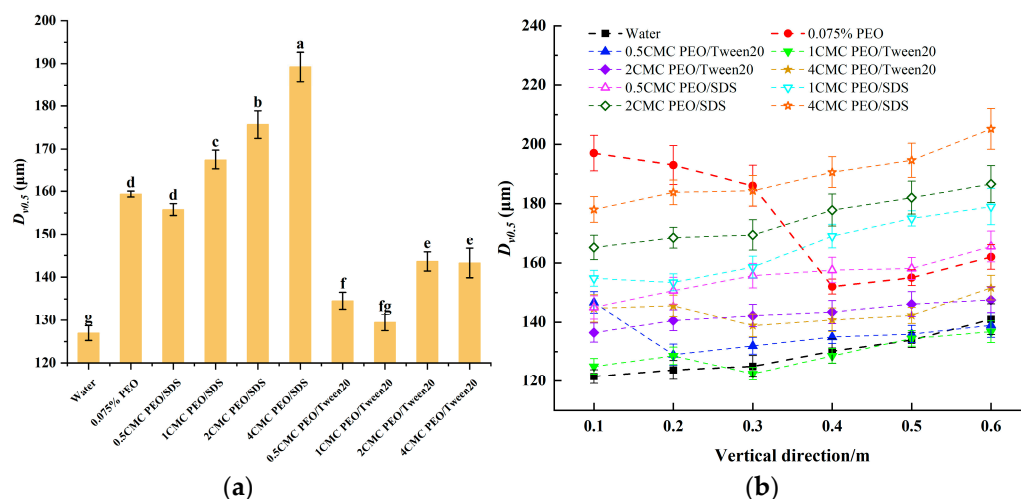 200
190
180
170
160
150
140
130
120
D_v0.5 (μm)
g
d
d
c
b
a
f
fg
e
e
Water
0.075% PEO
0.5CMC PEO/SDS
1CMC PEO/SDS
2CMC PEO/SDS
4CMC PEO/SDS
0.5CMC PEO/Tween20
1CMC PEO/Tween20
2CMC PEO/Tween20
4CMC PEO/Tween20
(a)
240
220
200
180
160
140
120
D_v0.5 (μm)
Water
0.075% PEO
0.5CMC PEO/Tween20
1CMC PEO/Tween20
2CMC PEO/Tween20
4CMC PEO/Tween20
0.5CMC PEO/SDS
1CMC PEO/SDS
2CMC PEO/SDS
4CMC PEO/SDS
0.1 0.2 0.3 0.4 0.5 0.6
Vertical direction/m
(b)